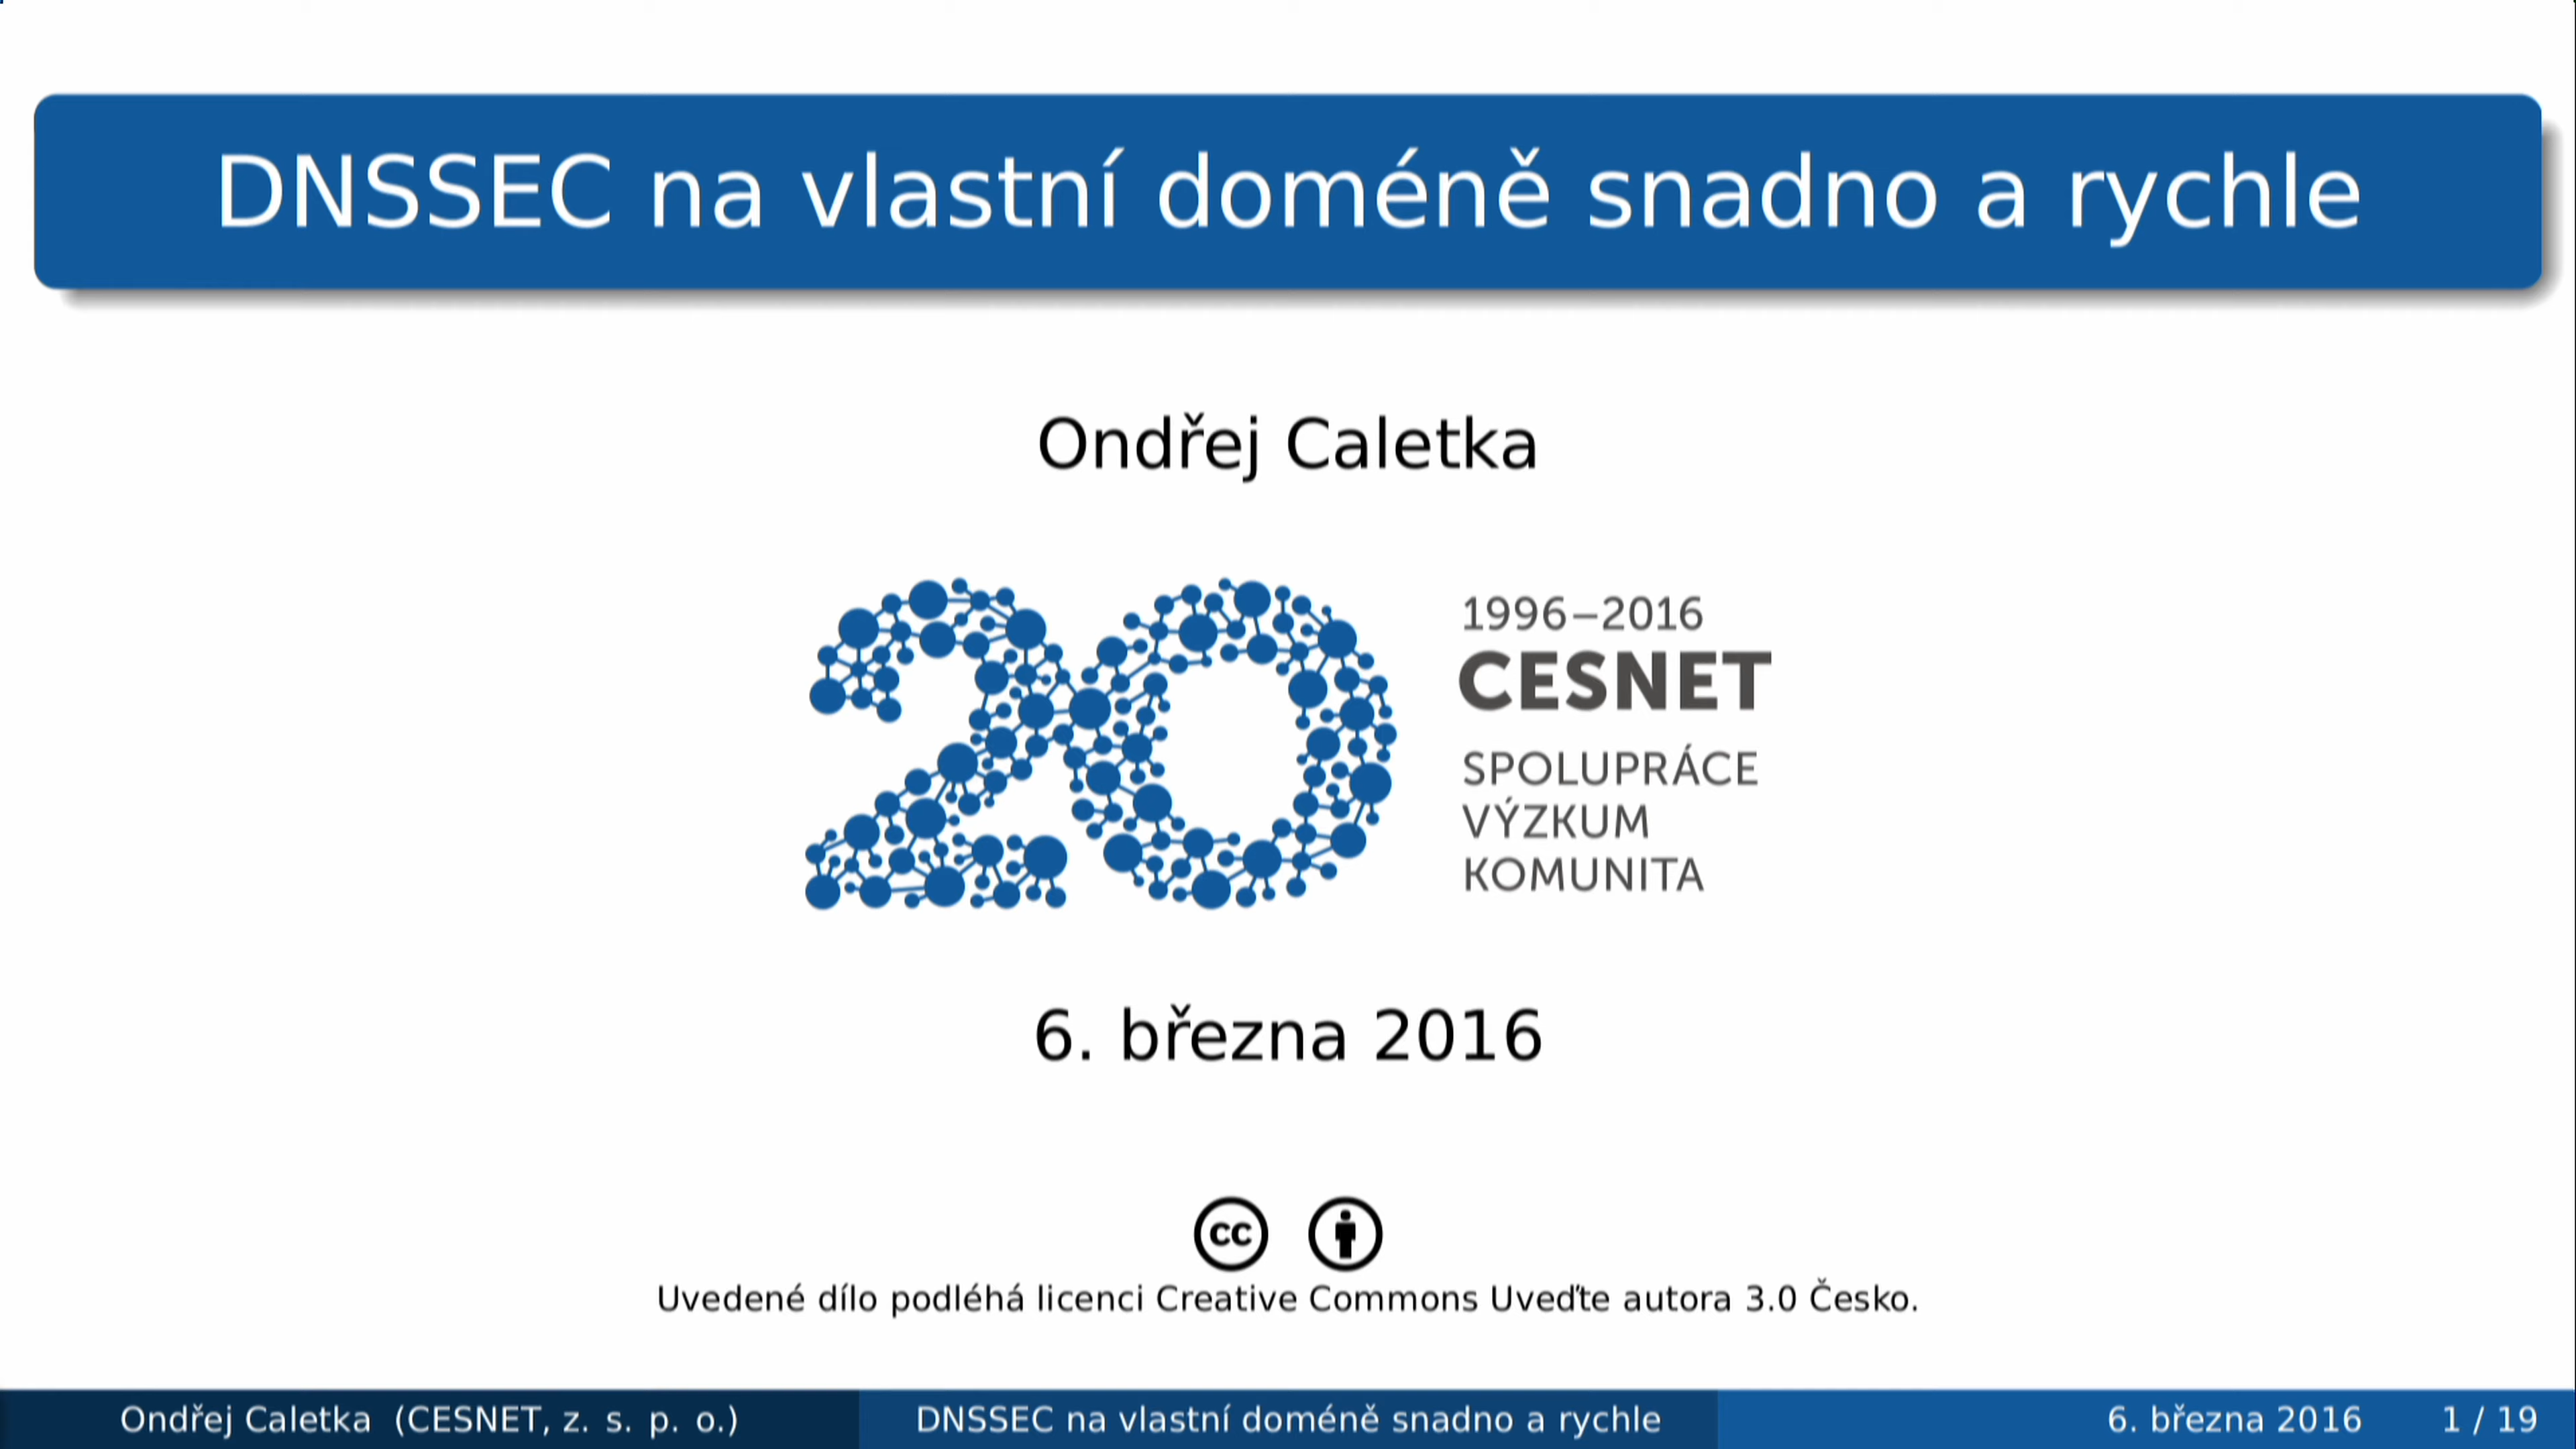 DNSSEC na vlastní doméně snadno a rychle
Ondřej Caletka
20
1996–2016
CESNET
SPOLUPRÁCE
VÝZKUM
KOMUNITA
6. března 2016
cc
Uvedené dílo podléhá licenci Creative Commons Uveďte autora 3.0 Česko.
Ondřej Caletka (CESNET, z. s. p. o.)
DNSSEC na vlastní doméně snadno a rychle
6. března 2016
1 / 19